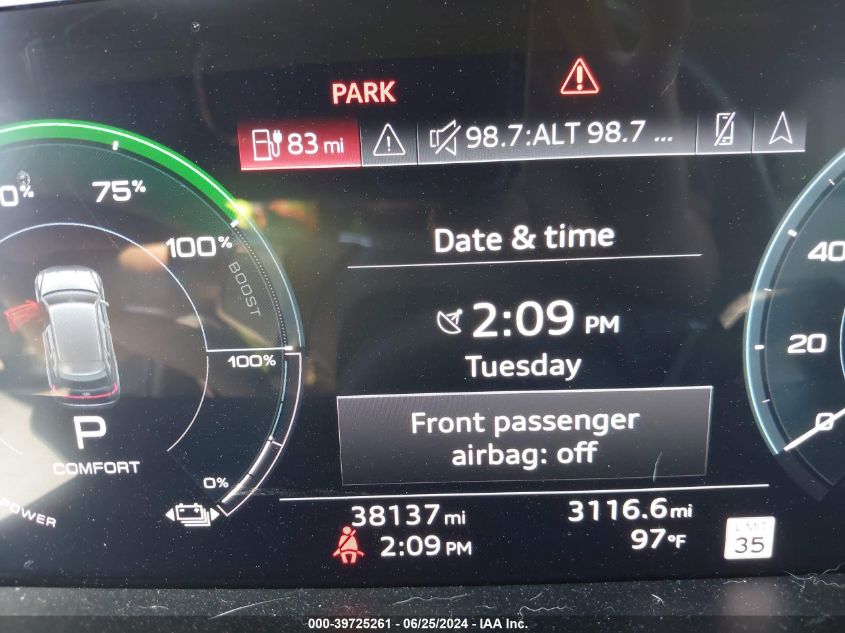 PARK
83 mi
98.7:ALT 98.7 ...
0%
75%
100%
BOOST
Date & time
40
2:09 PM
Tuesday
100%
20
Front passenger
airbag: off
0
P
COMFORT
0%
POWER
38137 mi
3116.6 mi
2:09 PM
97°F
LIMIT
35
000-39725261 - 06/25/2024 - IAA Inc.